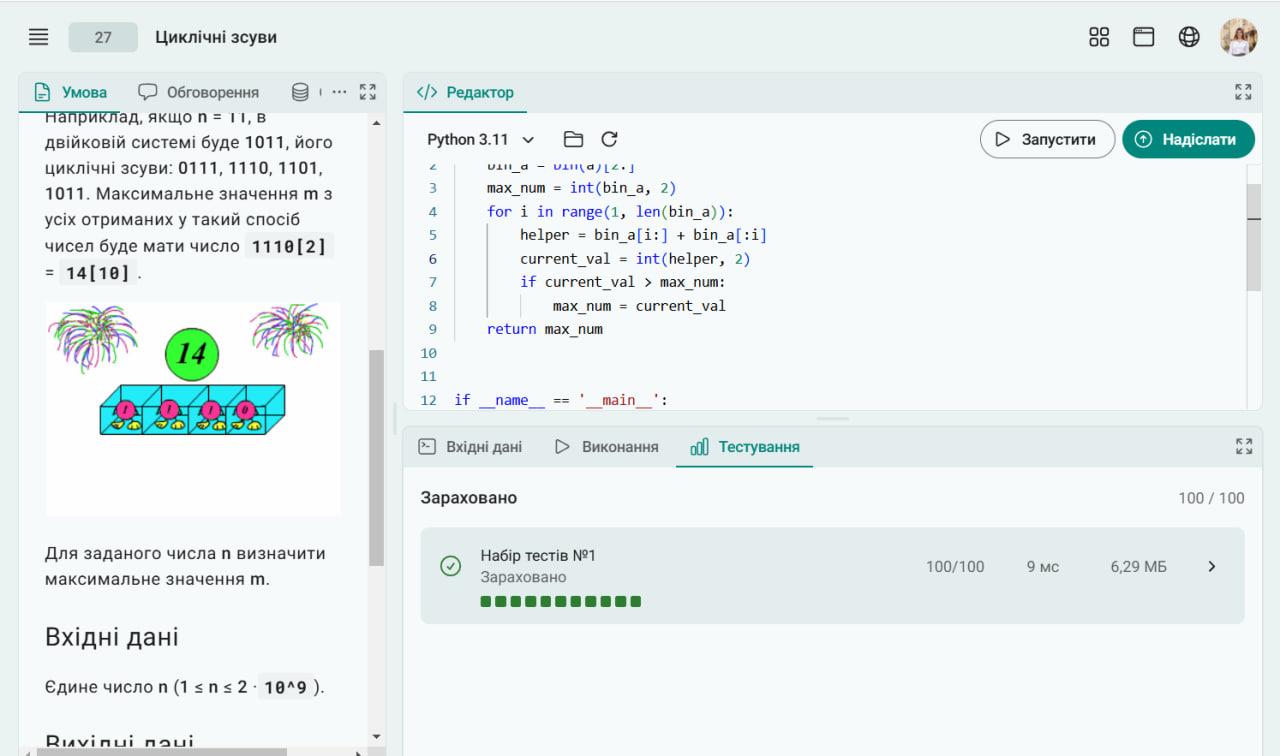 27 Циклічні зсуви
Умова Обговорення
Редактор
Наприклад, якщо n = 11, в
двійковій системі буде 1011, його
циклічні зсуви: 0111, 1110, 1101,
1011. Максимальне значення m з
усіх отриманих у такий спосіб
чисел буде мати число 1110[2]
= 14[10] .
14
1 1 1 0
Для заданого числа n визначити
максимальне значення m.
Вхідні дані
Єдине число n (1 ≤ n ≤ 2 · 10^9 ).
Вихідні дані
Python 3.11
Запустити
Надіслати
2 bin_a = bin(a)[2:]
3 max_num = int(bin_a, 2)
4 for i in range(1, len(bin_a)):
5 helper = bin_a[i:] + bin_a[:i]
6 current_val = int(helper, 2)
7 if current_val > max_num:
8 max_num = current_val
9 return max_num
10
11
12 if __name__ == '__main__':
Вхідні дані Виконання Тестування
Зараховано 100 / 100
Набір тестів №1
Зараховано
100/100 9 мс 6,29 МБ